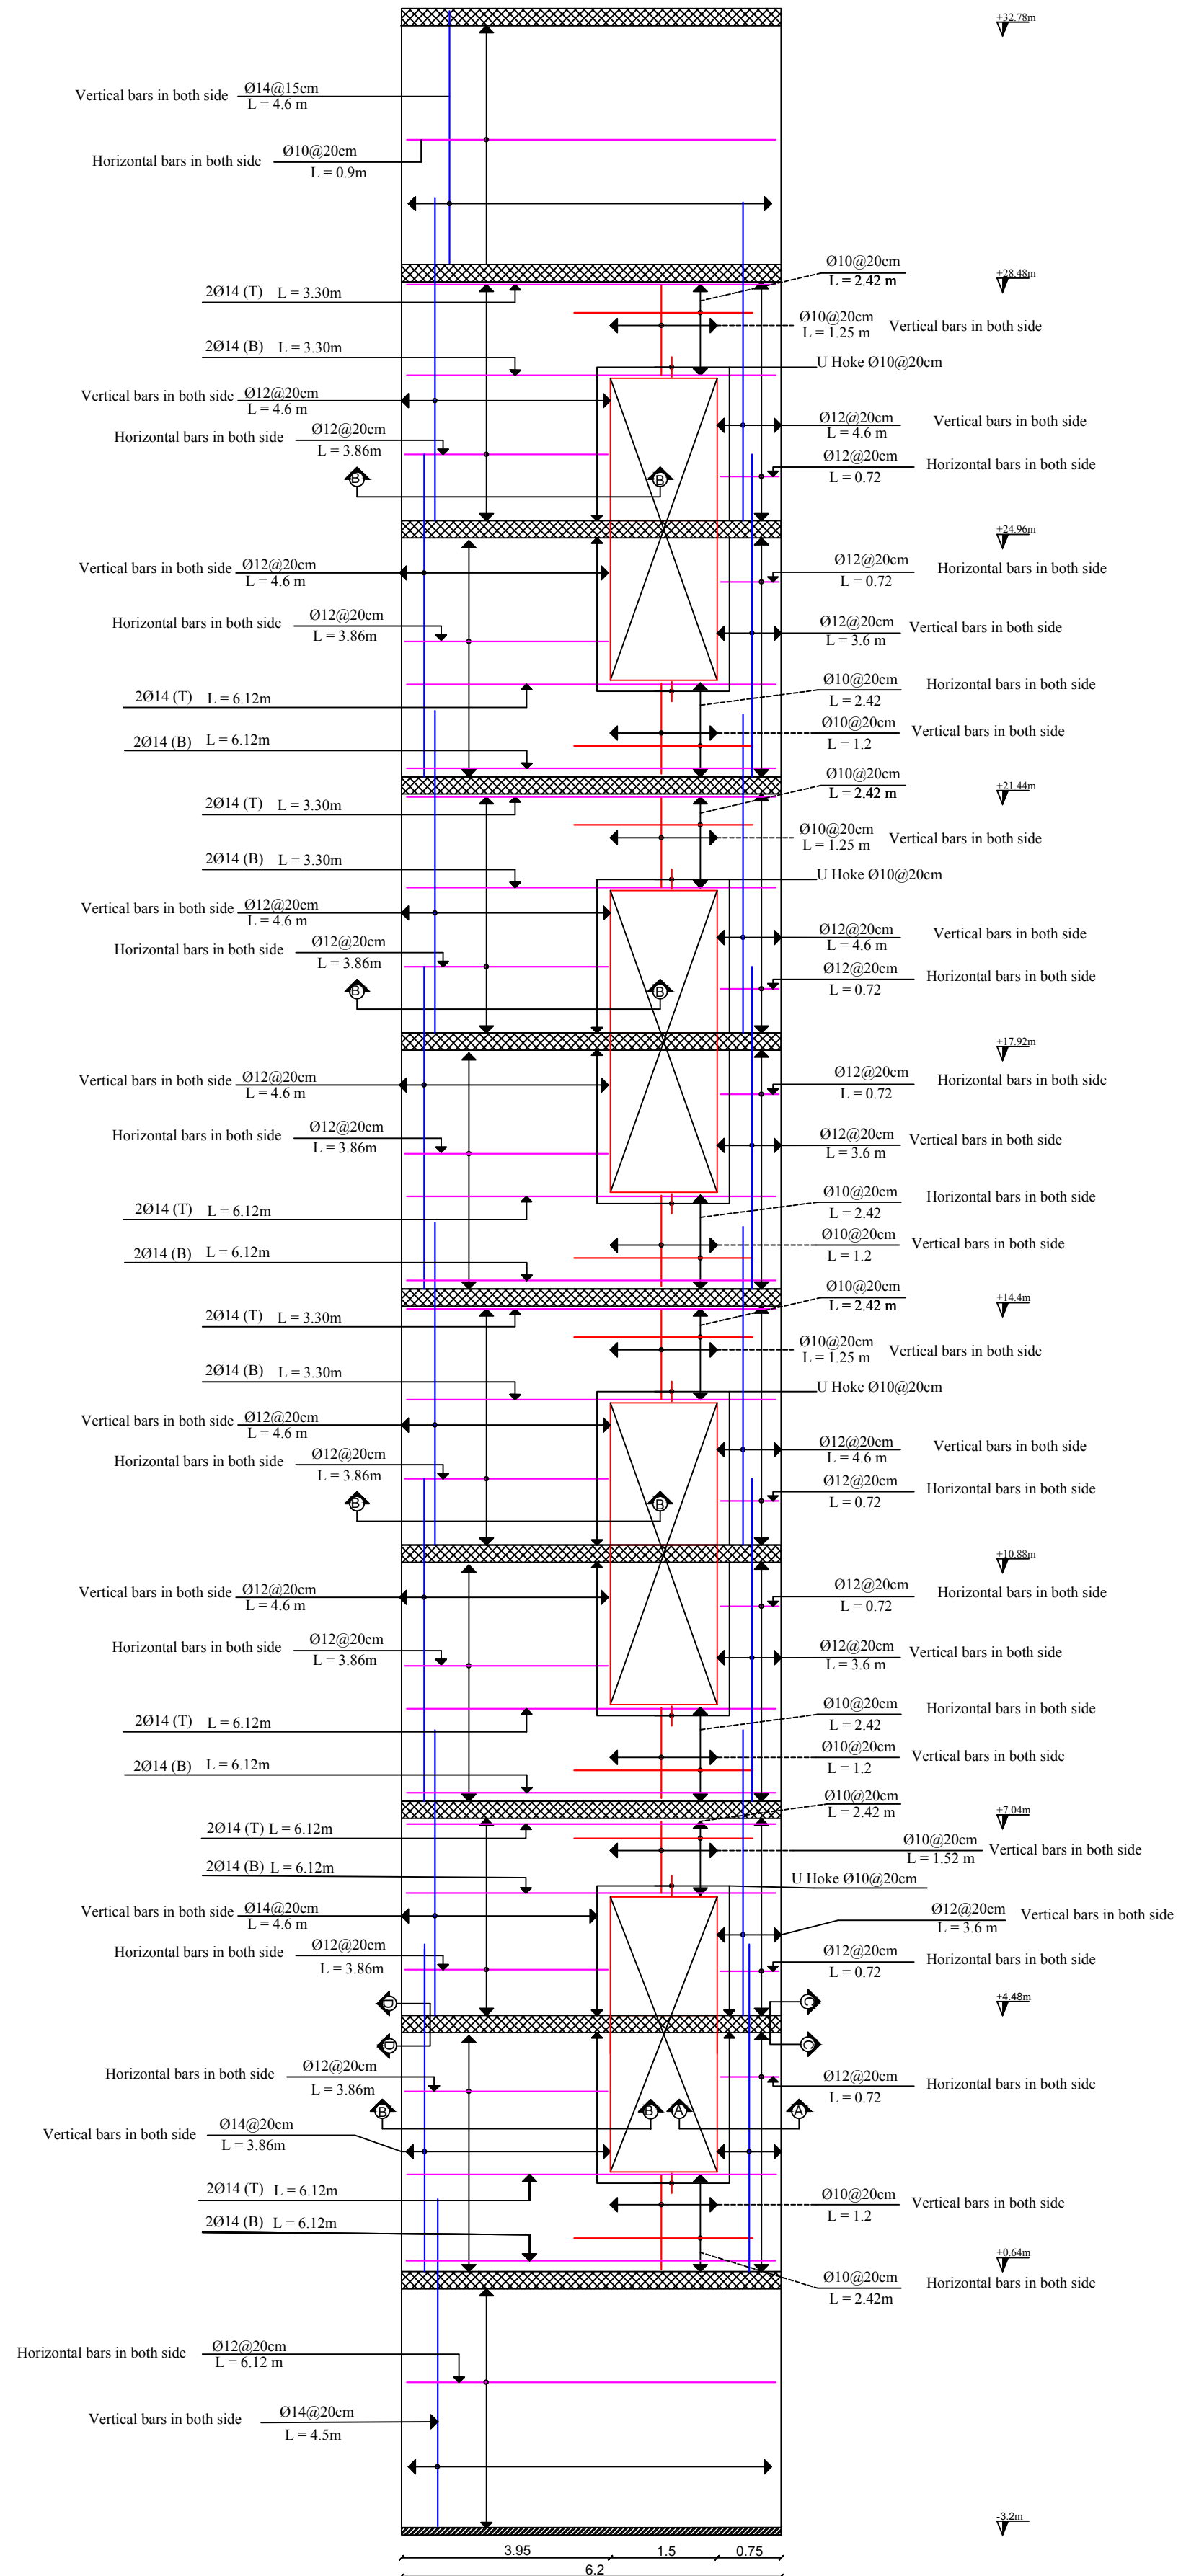 +32.78m
Vertical bars in both side Ø14@15cm
L = 4.6 m
Horizontal bars in both side Ø10@20cm
L = 0.9m
Ø10@20cm
L = 2.42 m
+28.48m
2Ø14 (T) L = 3.30m
Ø10@20cm
L = 1.25 m Vertical bars in both side
2Ø14 (B) L = 3.30m
U Hoke Ø10@20cm
Vertical bars in both side Ø12@20cm
L = 4.6 m
Ø12@20cm Vertical bars in both side
L = 4.6 m
Horizontal bars in both side Ø12@20cm
L = 3.86m
Ø12@20cm Horizontal bars in both side
L = 0.72
B B
+24.96m
Vertical bars in both side Ø12@20cm
L = 4.6 m
Ø12@20cm Horizontal bars in both side
L = 0.72
Horizontal bars in both side Ø12@20cm
L = 3.86m
Ø12@20cm Vertical bars in both side
L = 3.6 m
2Ø14 (T) L = 6.12m
Ø10@20cm Horizontal bars in both side
L = 2.42
2Ø14 (B) L = 6.12m
Ø10@20cm Vertical bars in both side
L = 1.2
Ø10@20cm
L = 2.42 m
+21.44m
2Ø14 (T) L = 3.30m
Ø10@20cm
L = 1.25 m Vertical bars in both side
2Ø14 (B) L = 3.30m
U Hoke Ø10@20cm
Vertical bars in both side Ø12@20cm
L = 4.6 m
Ø12@20cm Vertical bars in both side
L = 4.6 m
Horizontal bars in both side Ø12@20cm
L = 3.86m
Ø12@20cm Horizontal bars in both side
L = 0.72
B B
+17.92m
Vertical bars in both side Ø12@20cm
L = 4.6 m
Ø12@20cm Horizontal bars in both side
L = 0.72
Horizontal bars in both side Ø12@20cm
L = 3.86m
Ø12@20cm Vertical bars in both side
L = 3.6 m
2Ø14 (T) L = 6.12m
Ø10@20cm Horizontal bars in both side
L = 2.42
2Ø14 (B) L = 6.12m
Ø10@20cm Vertical bars in both side
L = 1.2
Ø10@20cm
L = 2.42 m
+14.4m
2Ø14 (T) L = 3.30m
Ø10@20cm
L = 1.25 m Vertical bars in both side
2Ø14 (B) L = 3.30m
U Hoke Ø10@20cm
Vertical bars in both side Ø12@20cm
L = 4.6 m
Ø12@20cm Vertical bars in both side
L = 4.6 m
Horizontal bars in both side Ø12@20cm
L = 3.86m
Ø12@20cm Horizontal bars in both side
L = 0.72
B B
+10.88m
Vertical bars in both side Ø12@20cm
L = 4.6 m
Ø12@20cm Horizontal bars in both side
L = 0.72
Horizontal bars in both side Ø12@20cm
L = 3.86m
Ø12@20cm Vertical bars in both side
L = 3.6 m
2Ø14 (T) L = 6.12m
Ø10@20cm Horizontal bars in both side
L = 2.42
2Ø14 (B) L = 6.12m
Ø10@20cm Vertical bars in both side
L = 1.2
Ø10@20cm
L = 2.42 m
+7.04m
2Ø14 (T) L = 6.12m
Ø10@20cm Vertical bars in both side
L = 1.52 m
2Ø14 (B) L = 6.12m
U Hoke Ø10@20cm
Vertical bars in both side Ø14@20cm
L = 4.6 m
Ø12@20cm Vertical bars in both side
L = 3.6 m
Horizontal bars in both side Ø12@20cm
L = 3.86m
Ø12@20cm Horizontal bars in both side
L = 0.72
D C
+4.48m
D C
Horizontal bars in both side Ø12@20cm
L = 3.86m
Ø12@20cm Horizontal bars in both side
L = 0.72
B B A A
Vertical bars in both side Ø14@20cm
L = 3.86m
2Ø14 (T) L = 6.12m
Ø10@20cm Vertical bars in both side
L = 1.2
2Ø14 (B) L = 6.12m
+0.64m
Ø10@20cm Horizontal bars in both side
L = 2.42m
Horizontal bars in both side Ø12@20cm
L = 6.12 m
Vertical bars in both side Ø14@20cm
L = 4.5m
-3.2m
3.95 1.5 0.75
6.2